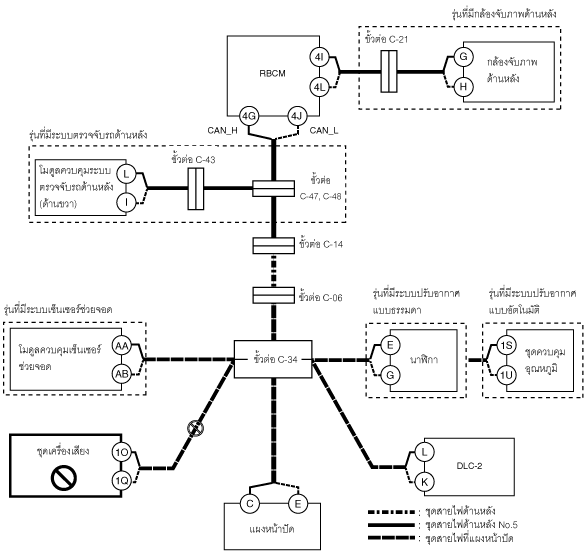 รุ่นที่มีกล้องจับภาพด้านหลัง
ขั้วต่อ C-21
RBCM
4I
4L
G
H
กล้องจับภาพ
ด้านหลัง
4G
4J
CAN_H
CAN_L
รุ่นที่มีระบบตรวจจับรถด้านหลัง
โมดูลควบคุมระบบ
ตรวจจับรถด้านหลัง
(ด้านขวา)
L
I
ขั้วต่อ C-43
ขั้วต่อ
C-47, C-48
ขั้วต่อ C-14
ขั้วต่อ C-06
รุ่นที่มีระบบเซ็นเซอร์ช่วยจอด
โมดูลควบคุมเซ็นเซอร์
ช่วยจอด
AA
AB
ขั้วต่อ C-34
รุ่นที่มีระบบปรับอากาศ
แบบธรรมดา
E
G
นาฬิกา
รุ่นที่มีระบบปรับอากาศ
แบบอัตโนมัติ
1S
1U
ชุดควบคุม
อุณหภูมิ
ชุดเครื่องเสียง
1O
1Q
L
K
DLC-2
C
E
แผงหน้าปัด
: ชุดสายไฟด้านหลัง
: ชุดสายไฟด้านหลัง No.5
: ชุดสายไฟที่แผงหน้าปัด